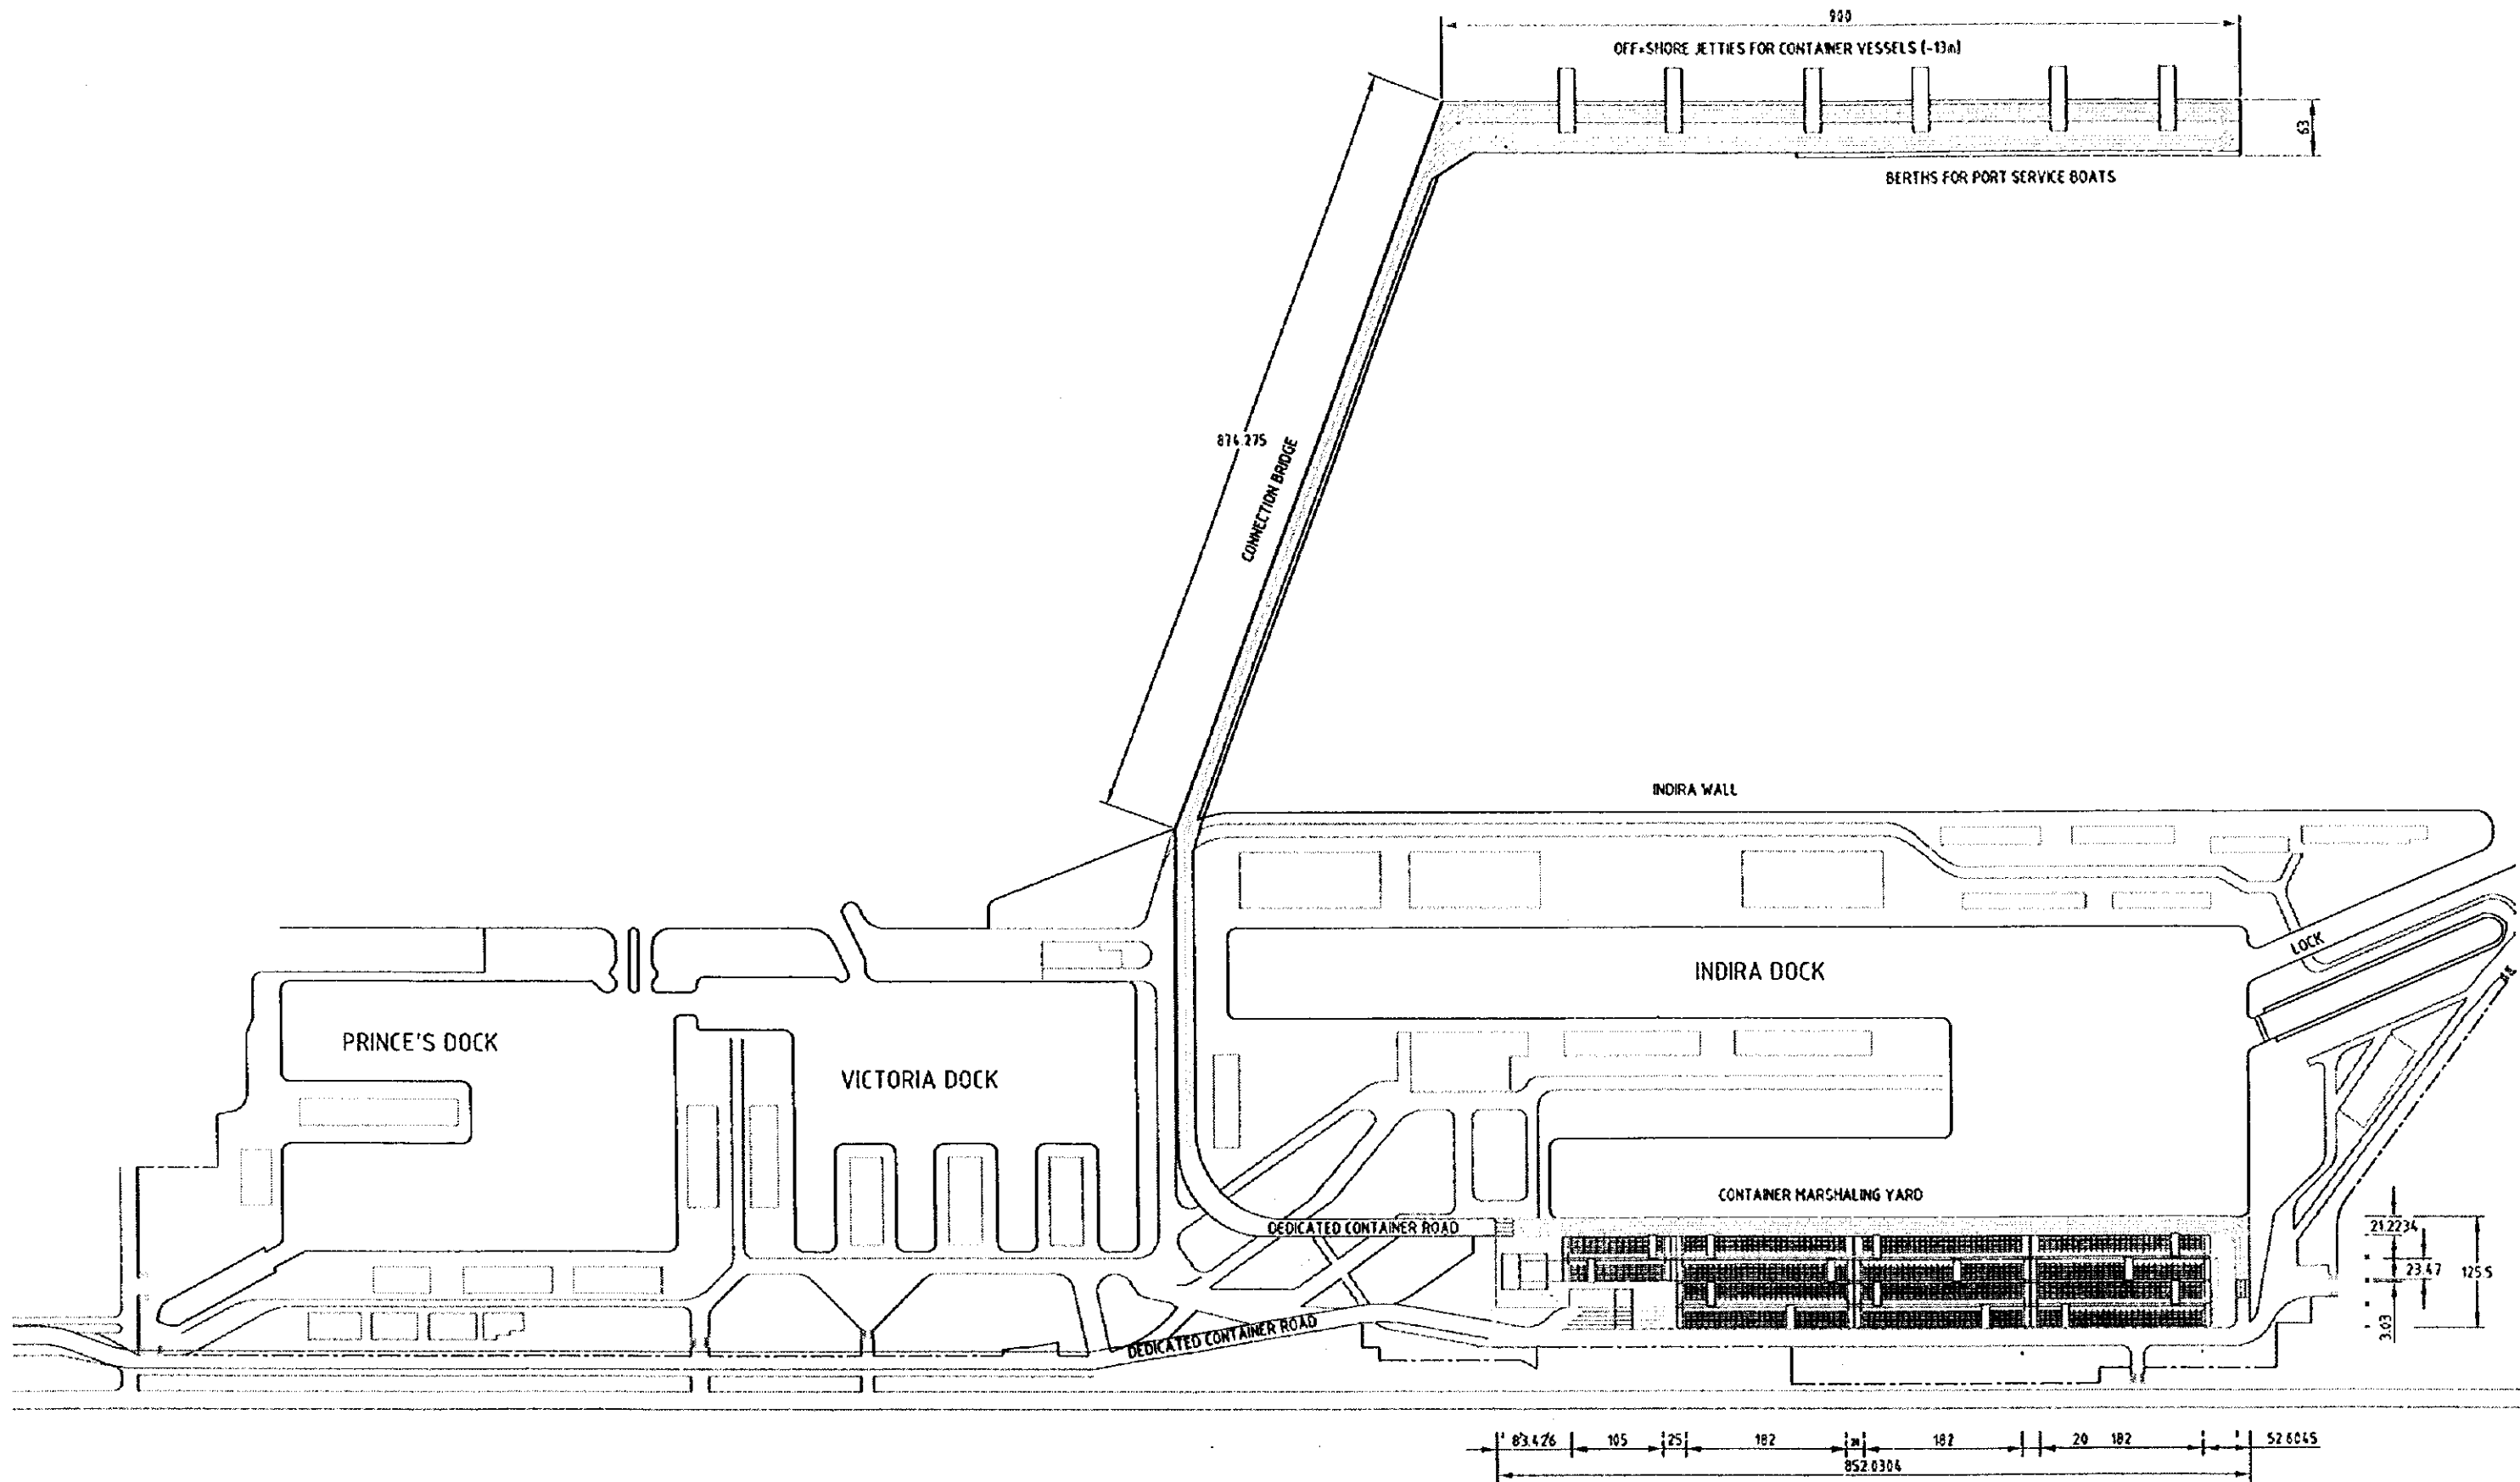 900
OFF-SHORE JETTIES FOR CONTAINER VESSELS (-13m)
63
BERTHS FOR PORT SERVICE BOATS
874.275
CONNECTION BRIDGE
INDIRA WALL
LOCK
INDIRA DOCK
PRINCE'S DOCK
VICTORIA DOCK
CONTAINER MARSHALING YARD
DEDICATED CONTAINER ROAD
21.2234
23.47
125.5
3.03
DEDICATED CONTAINER ROAD
83.426 105 25 182 20 182 20 182 52.6045
852.0304